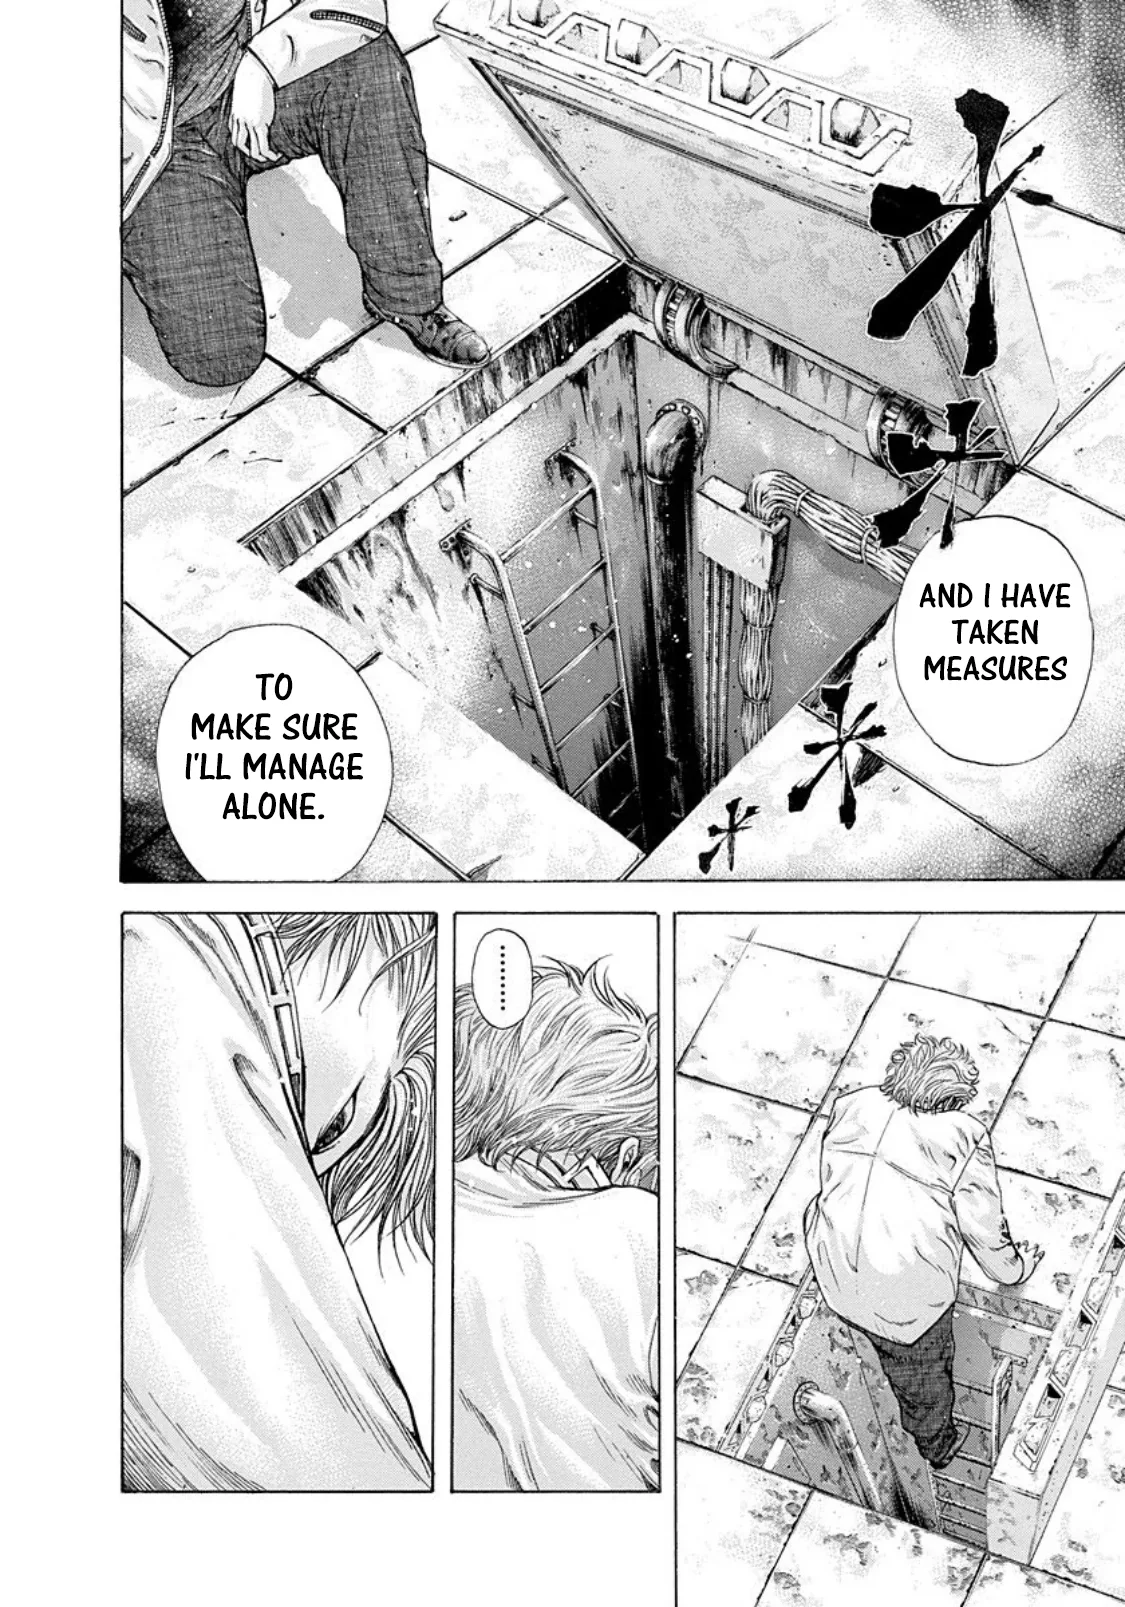 AND I HAVE
TAKEN
MEASURES
TO
MAKE SURE
I'LL MANAGE
ALONE.
.........